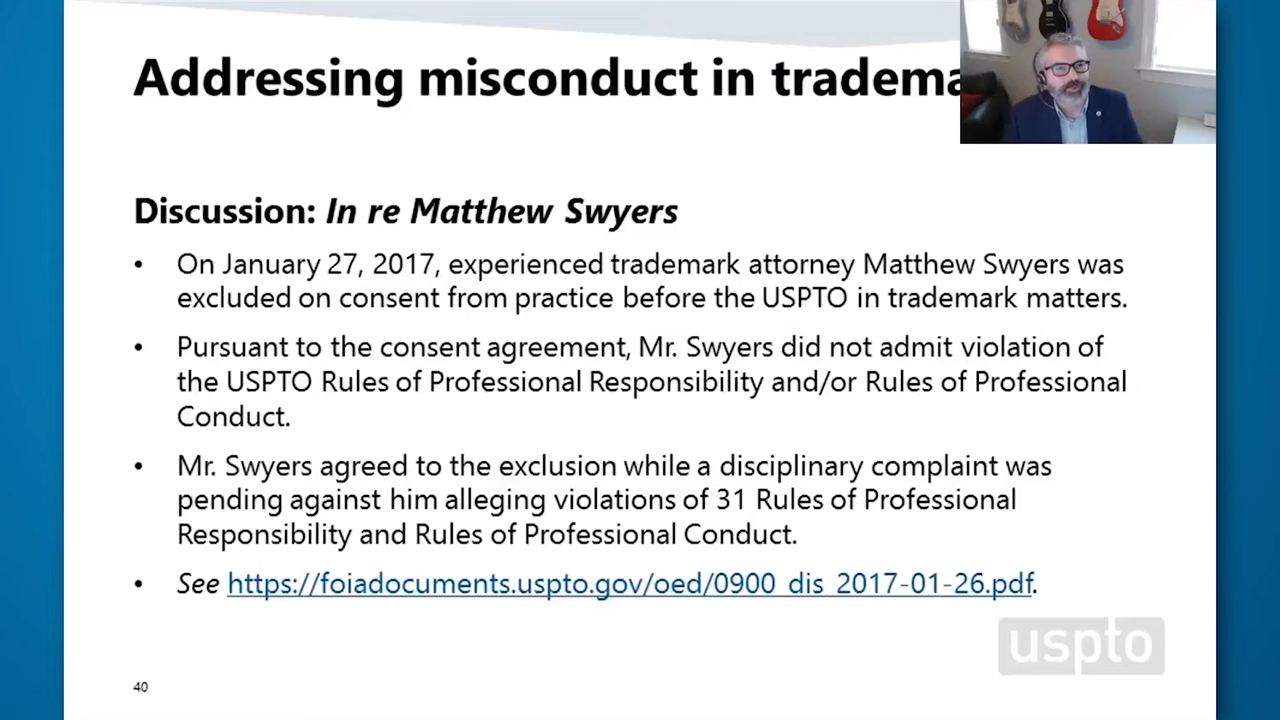 Addressing misconduct in
Discussion: In re Matthew Swyers
• On January 27, 2017, experienced trademark attorney Matthew Swyers was
excluded on consent from practice before the USPTO in trademark matters.
• Pursuant to the consent agreement, Mr. Swyers did not admit violation of
the USPTO Rules of Professional Responsibility and/or Rules of Professional
Conduct.
• Mr. Swyers agreed to the exclusion while a disciplinary complaint was
pending against him alleging violations of 31 Rules of Professional
Responsibility and Rules of Professional Conduct.
• See https://foiadocuments.uspto.gov/oed/0900_dis_2017-01-26.pdf.
uspto
40